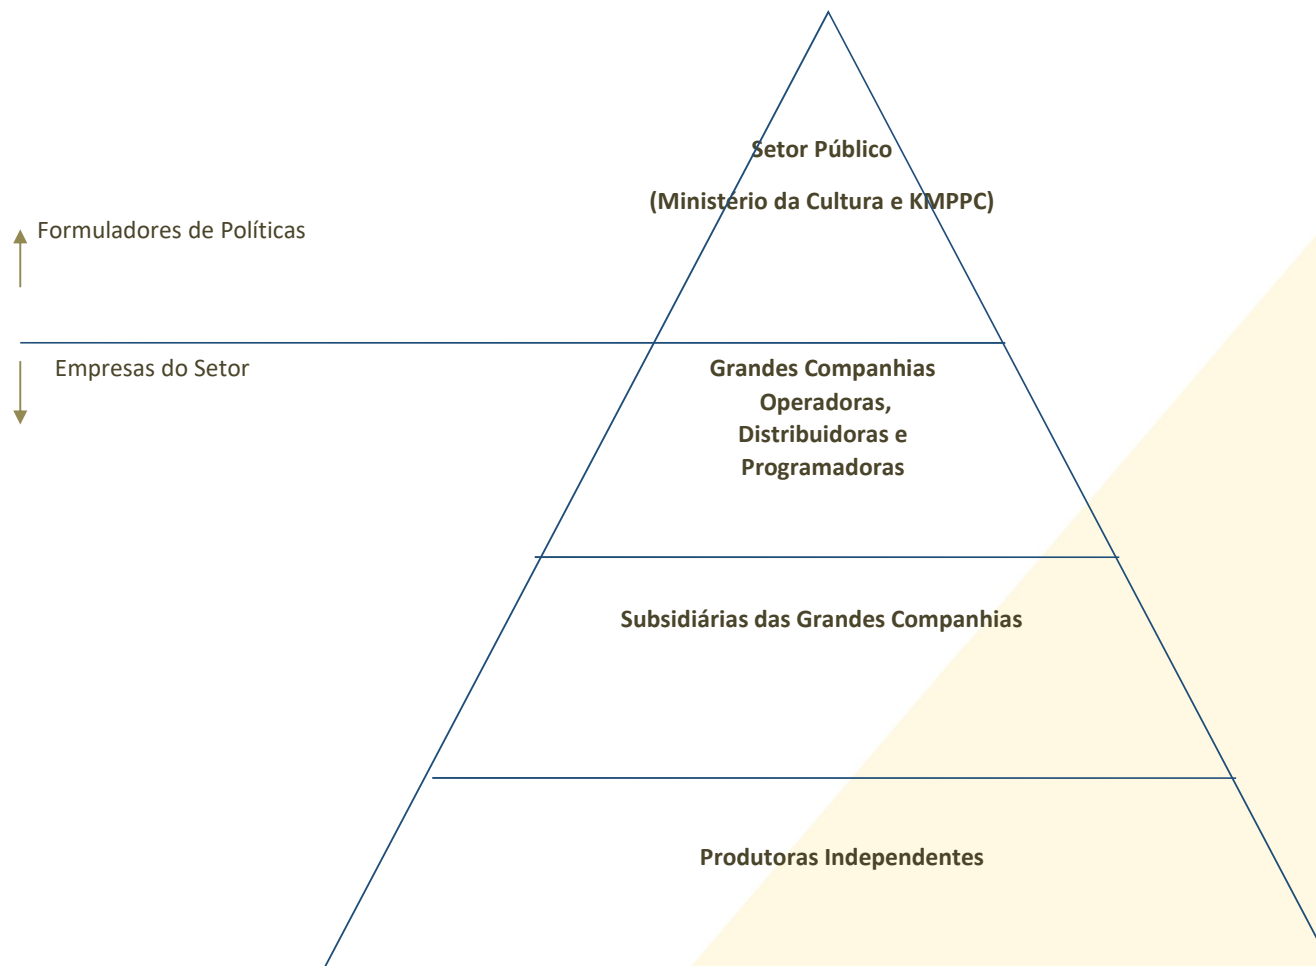 Setor Público
(Ministério da Cultura e KMPPC)
Formuladores de Políticas
Empresas do Setor
Grandes Companhias
Operadoras,
Distribuidoras e
Programadoras
Subsidiárias das Grandes Companhias
Produtoras Independentes